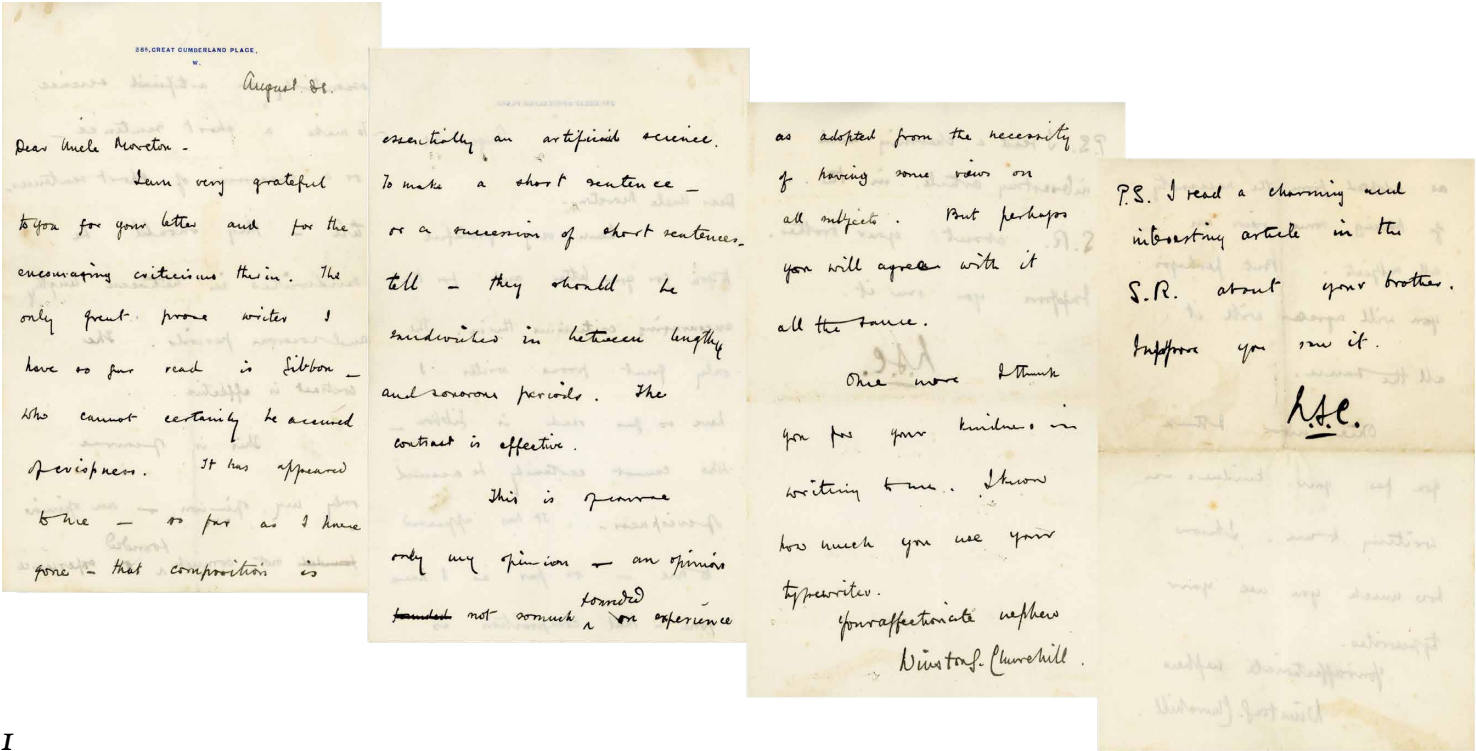 35A, GREAT CUMBERLAND PLACE,
W.
August
Dear Uncle Moreton -
I am very grateful
to you for your letter and for the
encouraging criticisms therin. The
only great prose writer I
have so far read is Gibbon -
who cannot certainly be accused
of crispness. It has appeared
to me - so far as I have
gone - that composition is
essentially an artificial science.
To make a short sentence -
or a succession of short sentences -
tell - they should be
sandwiched in between lengthy
and sonorous periods. The
contrast is effective.
This is of course
only my opinion - an opinion
founded not so much founded on experience
as adopted from the necessity
of having some views on
all subjects. But perhaps
you will agree with it
all the same.
Once more I thank
you for your kindness in
writing to me. I know
how much you use your
typewriter.
Your affectionate nephew
Winston S. Churchill.
P.S. I read a charming and
interesting article in the
S.R. about your brother.
I suppose you saw it.
W.S.C.
I